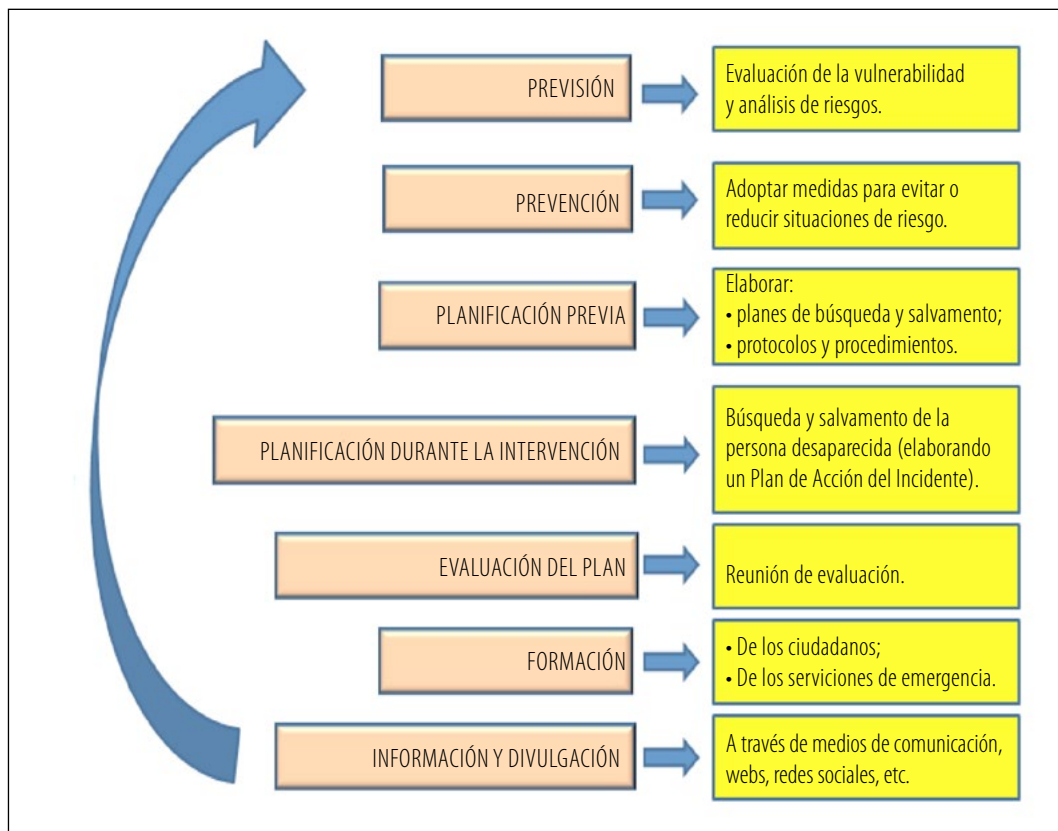 PREVISIÓN
Evaluación de la vulnerabilidad
y análisis de riesgos.
PREVENCIÓN
Adoptar medidas para evitar o
reducir situaciones de riesgo.
PLANIFICACIÓN PREVIA
Elaborar:
• planes de búsqueda y salvamento;
• protocolos y procedimientos.
PLANIFICACIÓN DURANTE LA INTERVENCIÓN
Búsqueda y salvamento de la
persona desaparecida (elaborando
un Plan de Acción del Incidente).
EVALUACIÓN DEL PLAN
Reunión de evaluación.
FORMACIÓN
• De los ciudadanos;
• De los serviciones de emergencia.
INFORMACIÓN Y DIVULGACIÓN
A través de medios de comunicación,
webs, redes sociales, etc.